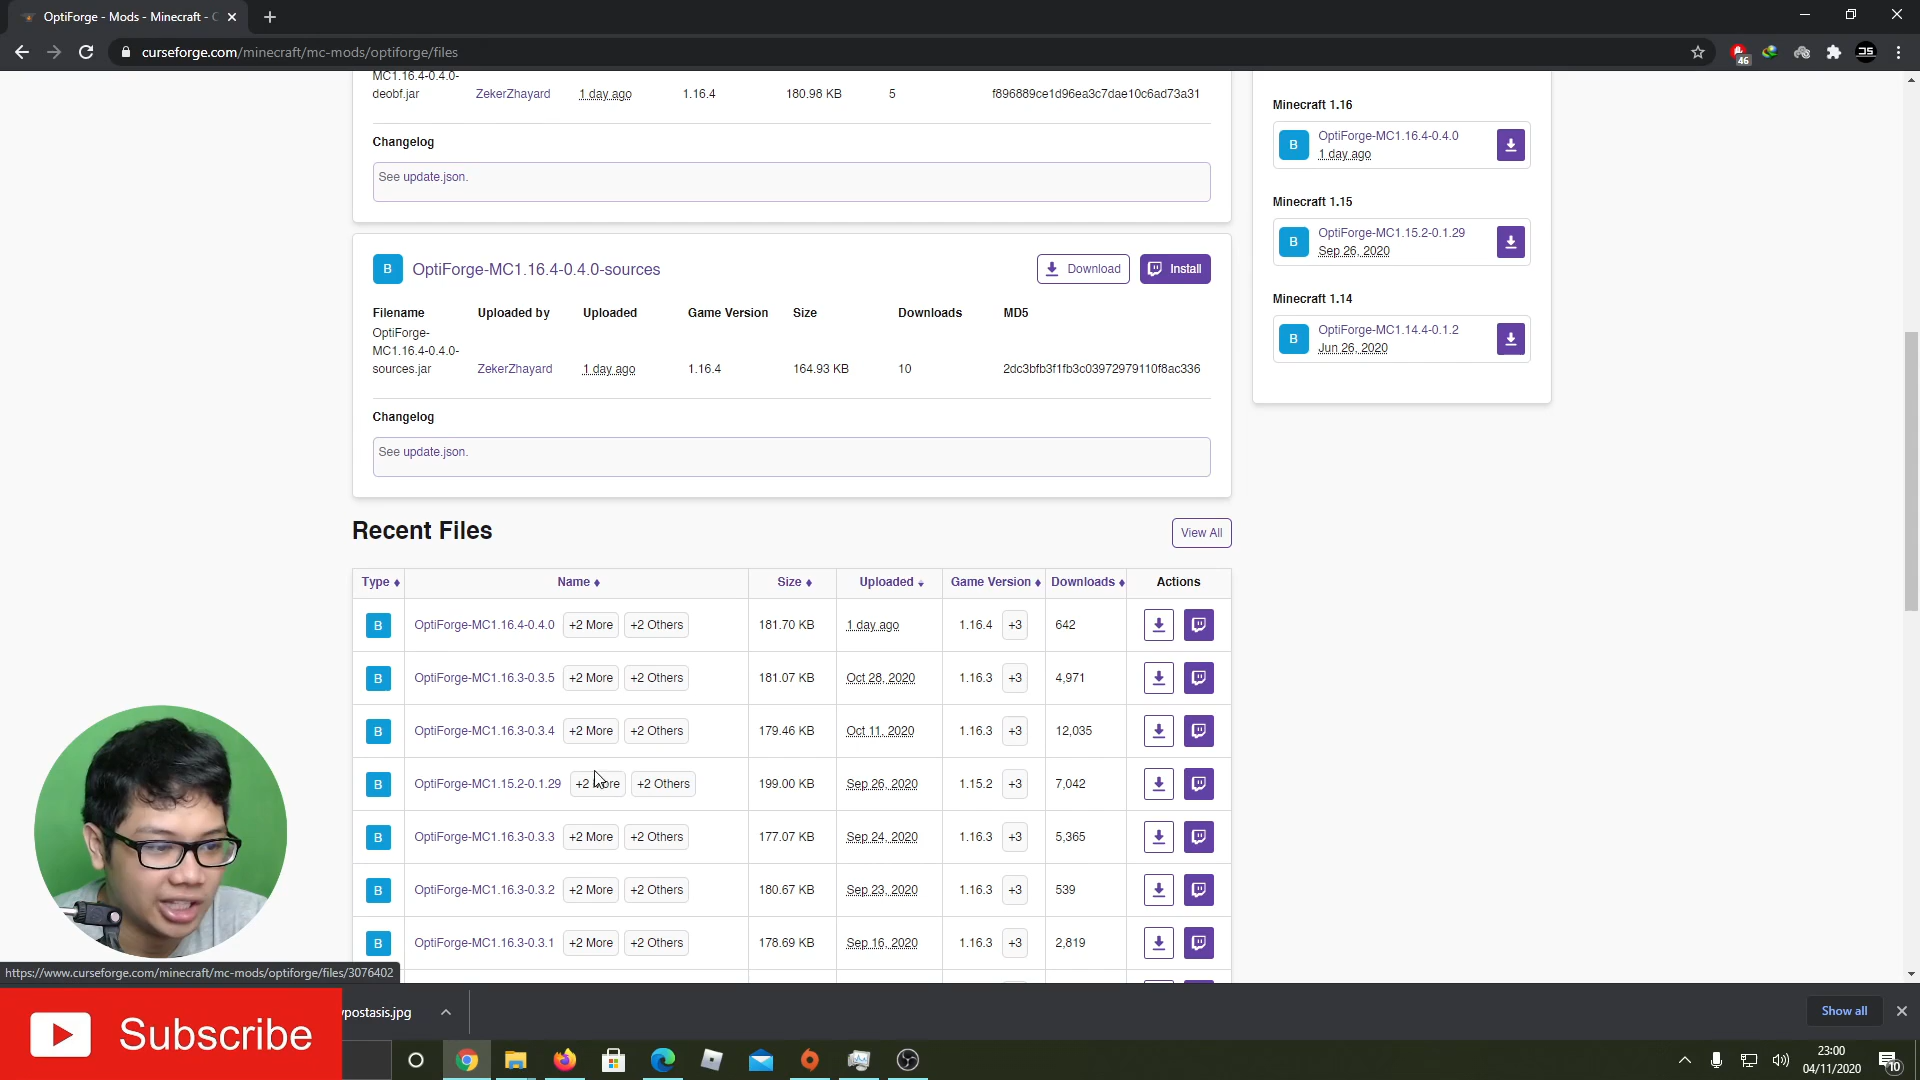 OptiForge - Mods - Minecraft - C
curseforge.com/minecraft/mc-mods/optiforge/files
46
MC1.16.4-0.4.0-
deobf.jar ZekerZhayard 1 day ago 1.16.4 180.98 KB 5 f896889ce1d96ea3c7dae10c6ad73a31
Changelog
See update.json.
B OptiForge-MC1.16.4-0.4.0-sources Download Install
Filename Uploaded by Uploaded Game Version Size Downloads MD5
OptiForge-
MC1.16.4-0.4.0-
sources.jar ZekerZhayard 1 day ago 1.16.4 164.93 KB 10 2dc3bfb3f1fb3c03972979110f8ac336
Changelog
See update.json.
Minecraft 1.16
B OptiForge-MC1.16.4-0.4.0
1 day ago
Minecraft 1.15
B OptiForge-MC1.15.2-0.1.29
Sep 26, 2020
Minecraft 1.14
B OptiForge-MC1.14.4-0.1.2
Jun 26, 2020
Recent Files View All
Type Name Size Uploaded Game Version Downloads Actions
B OptiForge-MC1.16.4-0.4.0 +2 More +2 Others 181.70 KB 1 day ago 1.16.4 +3 642
B OptiForge-MC1.16.3-0.3.5 +2 More +2 Others 181.07 KB Oct 28, 2020 1.16.3 +3 4,971
B OptiForge-MC1.16.3-0.3.4 +2 More +2 Others 179.46 KB Oct 11, 2020 1.16.3 +3 12,035
B OptiForge-MC1.15.2-0.1.29 +2 More +2 Others 199.00 KB Sep 26, 2020 1.15.2 +3 7,042
B OptiForge-MC1.16.3-0.3.3 +2 More +2 Others 177.07 KB Sep 24, 2020 1.16.3 +3 5,365
B OptiForge-MC1.16.3-0.3.2 +2 More +2 Others 180.67 KB Sep 23, 2020 1.16.3 +3 539
B OptiForge-MC1.16.3-0.3.1 +2 More +2 Others 178.69 KB Sep 16, 2020 1.16.3 +3 2,819
https://www.curseforge.com/minecraft/mc-mods/optiforge/files/3076402
ypostasis.jpg Show all
Subscribe
23:00
04/11/2020
10